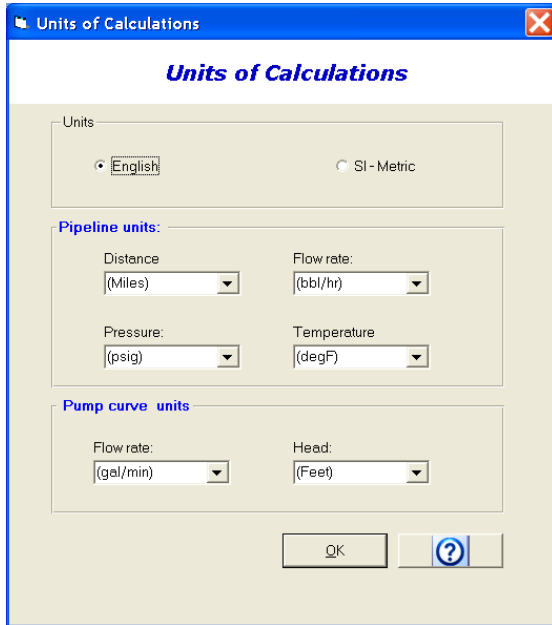 Units of Calculations
Units of Calculations
Units
English
SI - Metric
Pipeline units:
Distance
Flow rate:
(Miles)
(bbl/hr)
Pressure:
Temperature
(psig)
(degF)
Pump curve units
Flow rate:
Head:
(gal/min)
(Feet)
OK
?